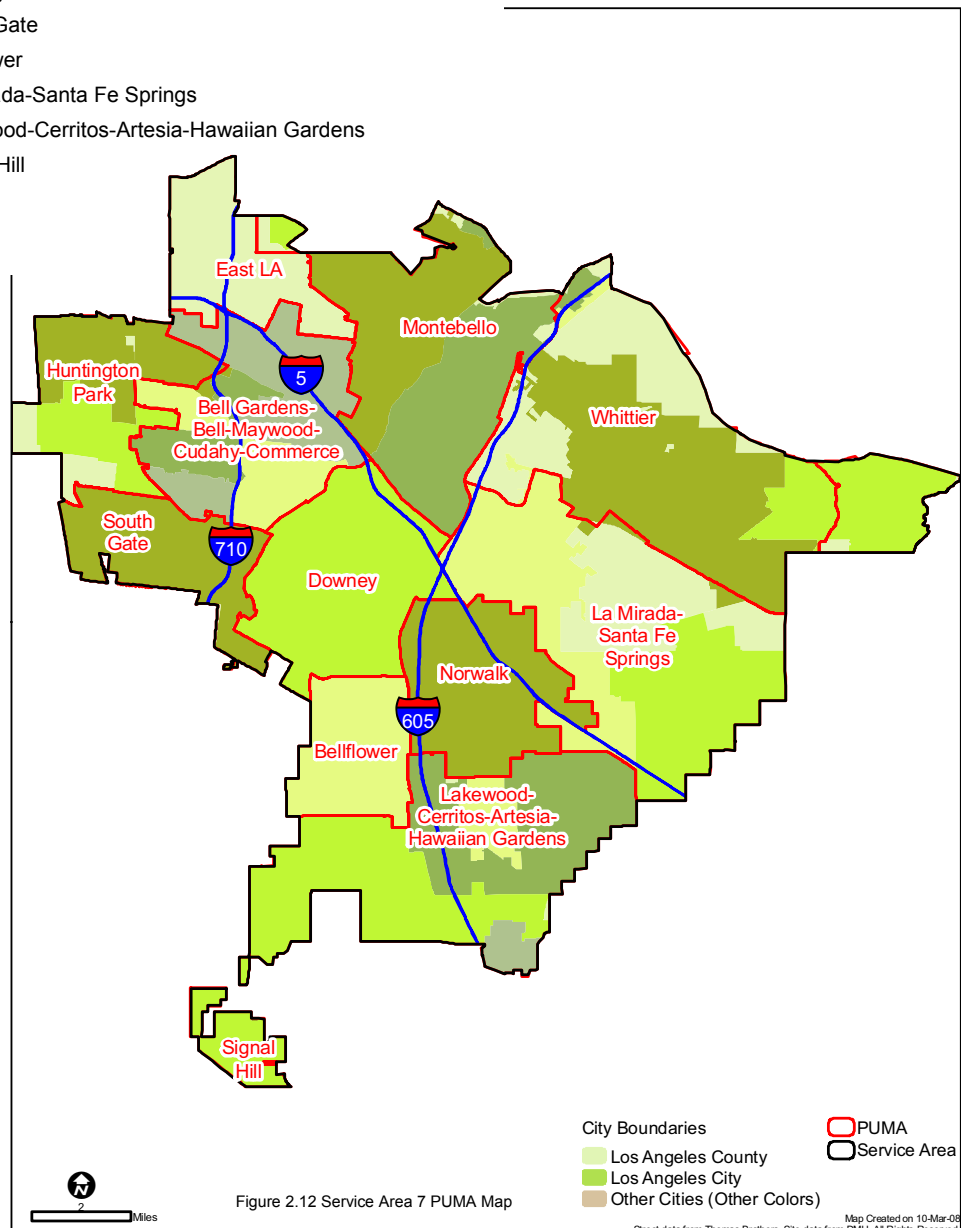 Gate
da-Santa Fe Springs
ood-Cerritos-Artesia-Hawaiian Gardens
Hill
East LA
Montebello
Huntington
Park
5
Bell Gardens-
Bell-Maywood-
Cudahy-Commerce
Whittier
South
Gate
710
Downey
La Mirada-
Santa Fe
Springs
Norwalk
605
Bellflower
Lakewood-
Cerritos-Artesia-
Hawaiian Gardens
Signal
Hill
City Boundaries
Los Angeles County
Los Angeles City
Other Cities (Other Colors)
PUMA
Service Area
N
2
Miles
Figure 2.12 Service Area 7 PUMA Map
Map Created on 10-Mar-08